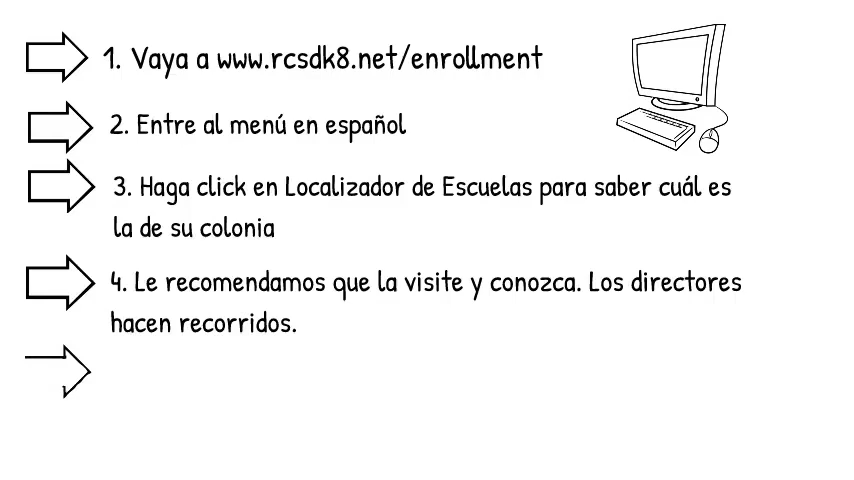 1. Vaya a www.rcsdk8.net/enrollment
2. Entre al menú en español
3. Haga click en Localizador de Escuelas para saber cuál es
la de su colonia
4. Le recomendamos que la visite y conozca. Los directores
hacen recorridos.